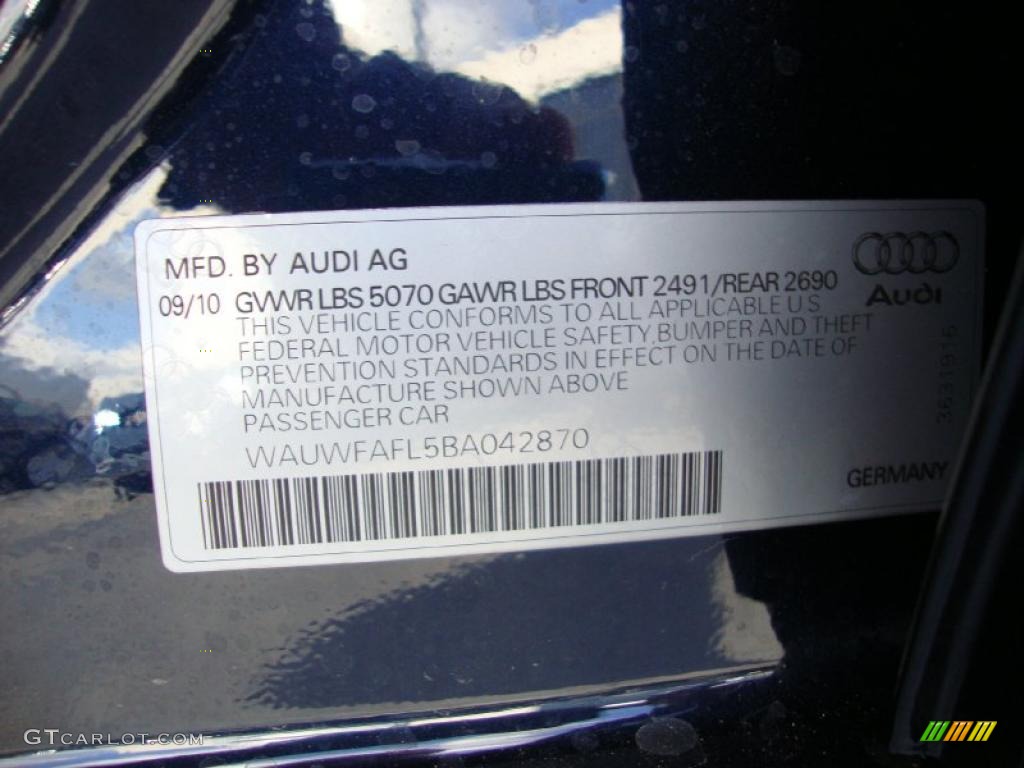 MFD. BY AUDI AG
09/10 GVWR LBS 5070 GAWR LBS FRONT 2491/REAR 2690
THIS VEHICLE CONFORMS TO ALL APPLICABLE U S
FEDERAL MOTOR VEHICLE SAFETY,BUMPER AND THEFT
PREVENTION STANDARDS IN EFFECT ON THE DATE OF
MANUFACTURE SHOWN ABOVE
PASSENGER CAR
WAUWFAFL5BA042870
Audi
36319916
GERMANY
GTCARLOT.COM